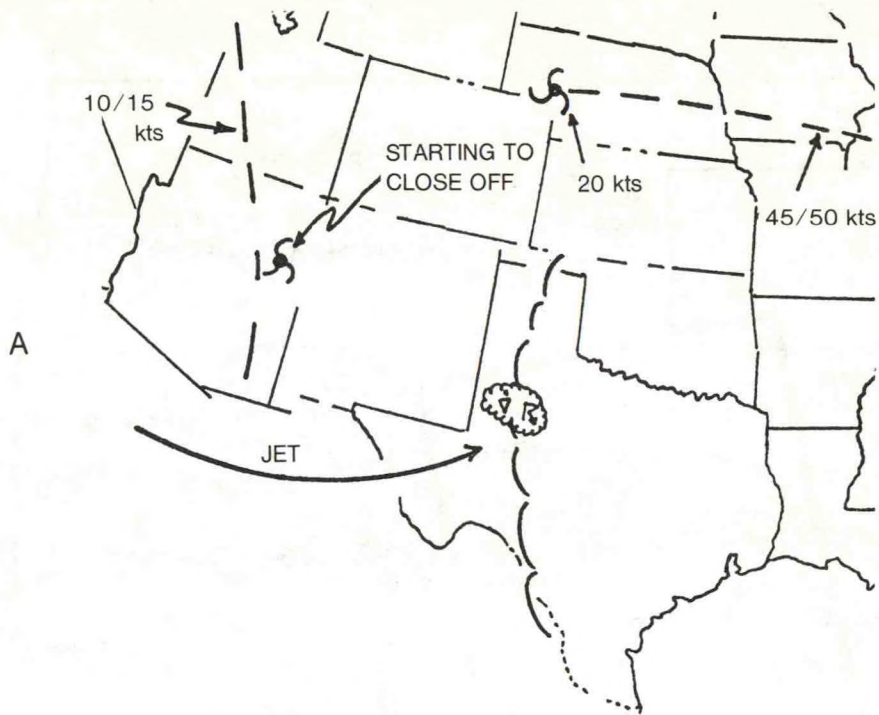 10/15
kts
STARTING TO
CLOSE OFF
20 kts
45/50 kts
A
JET